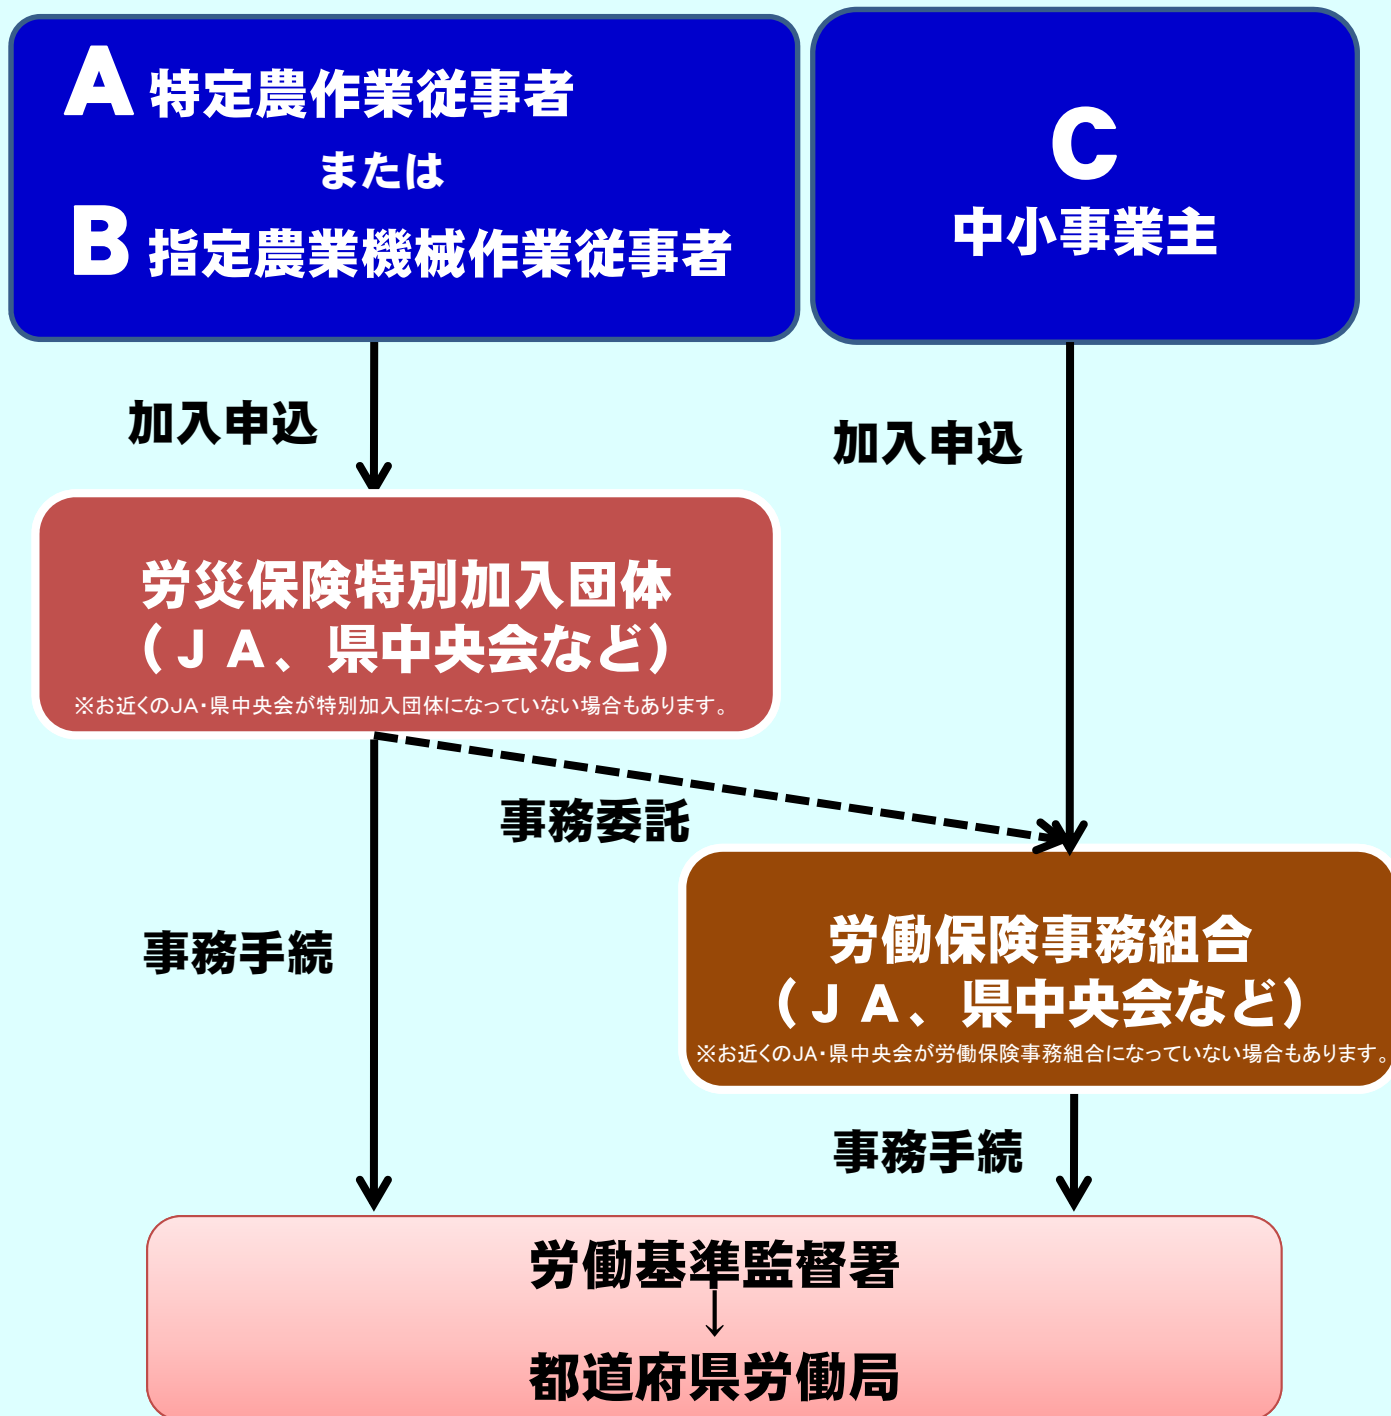 A 特定農作業従事者
または
B 指定農業機械作業従事者
C
中小事業主
加入申込
加入申込
労災保険特別加入団体
（ＪＡ、県中央会など）
※お近くのJA・県中央会が特別加入団体になっていない場合もあります。
事務委託
事務手続
労働保険事務組合
（ＪＡ、県中央会など）
※お近くのJA・県中央会が労働保険事務組合になっていない場合もあります。
事務手続
労働基準監督署
↓
都道府県労働局